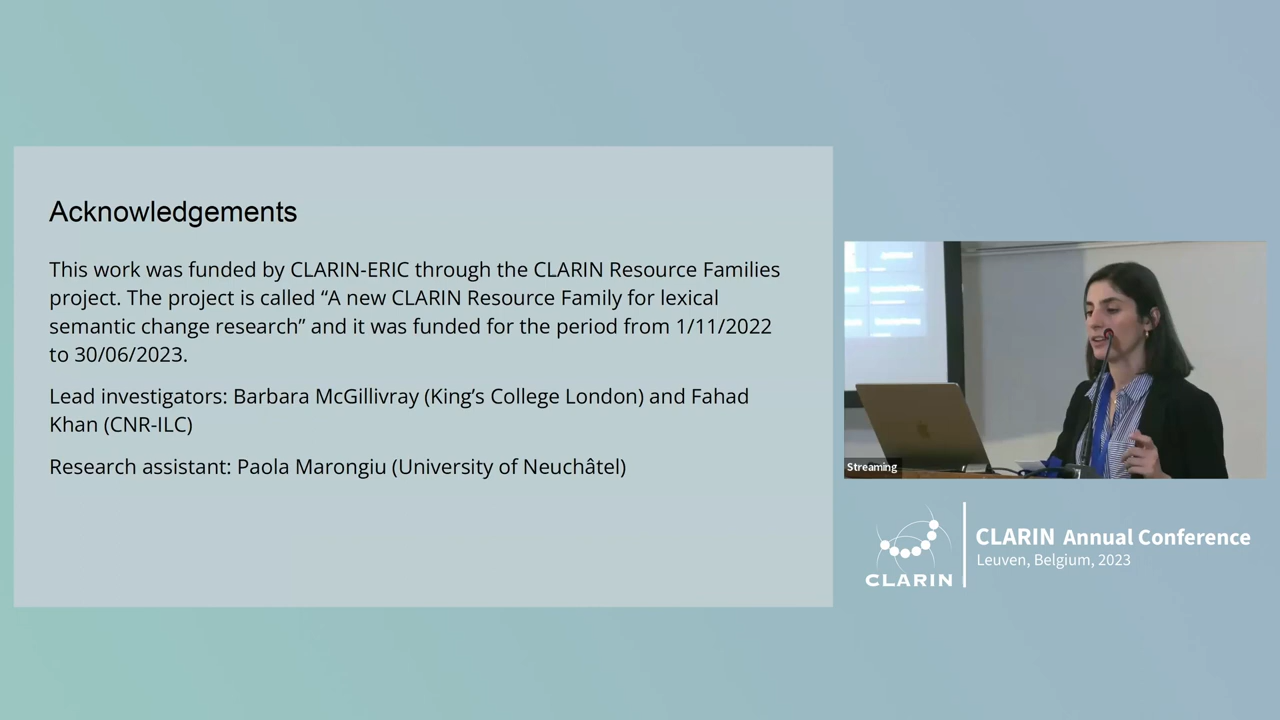 Acknowledgements
This work was funded by CLARIN-ERIC through the CLARIN Resource Families
project. The project is called “A new CLARIN Resource Family for lexical
semantic change research” and it was funded for the period from 1/11/2022
to 30/06/2023.
Lead investigators: Barbara McGillivray (King’s College London) and Fahad
Khan (CNR-ILC)
Research assistant: Paola Marongiu (University of Neuchâtel)
Streaming
CLARIN
CLARIN Annual Conference
Leuven, Belgium, 2023